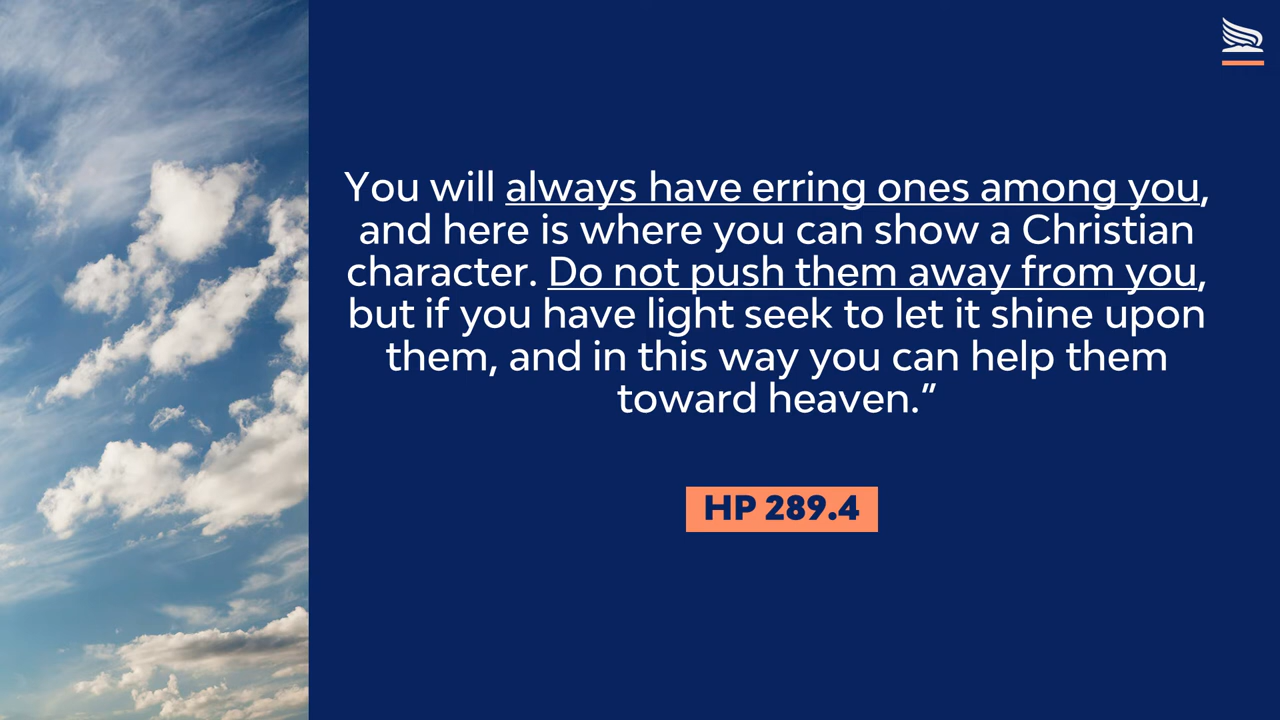 You will always have erring ones among you,
and here is where you can show a Christian
character. Do not push them away from you,
but if you have light seek to let it shine upon
them, and in this way you can help them
toward heaven.”
HP 289.4